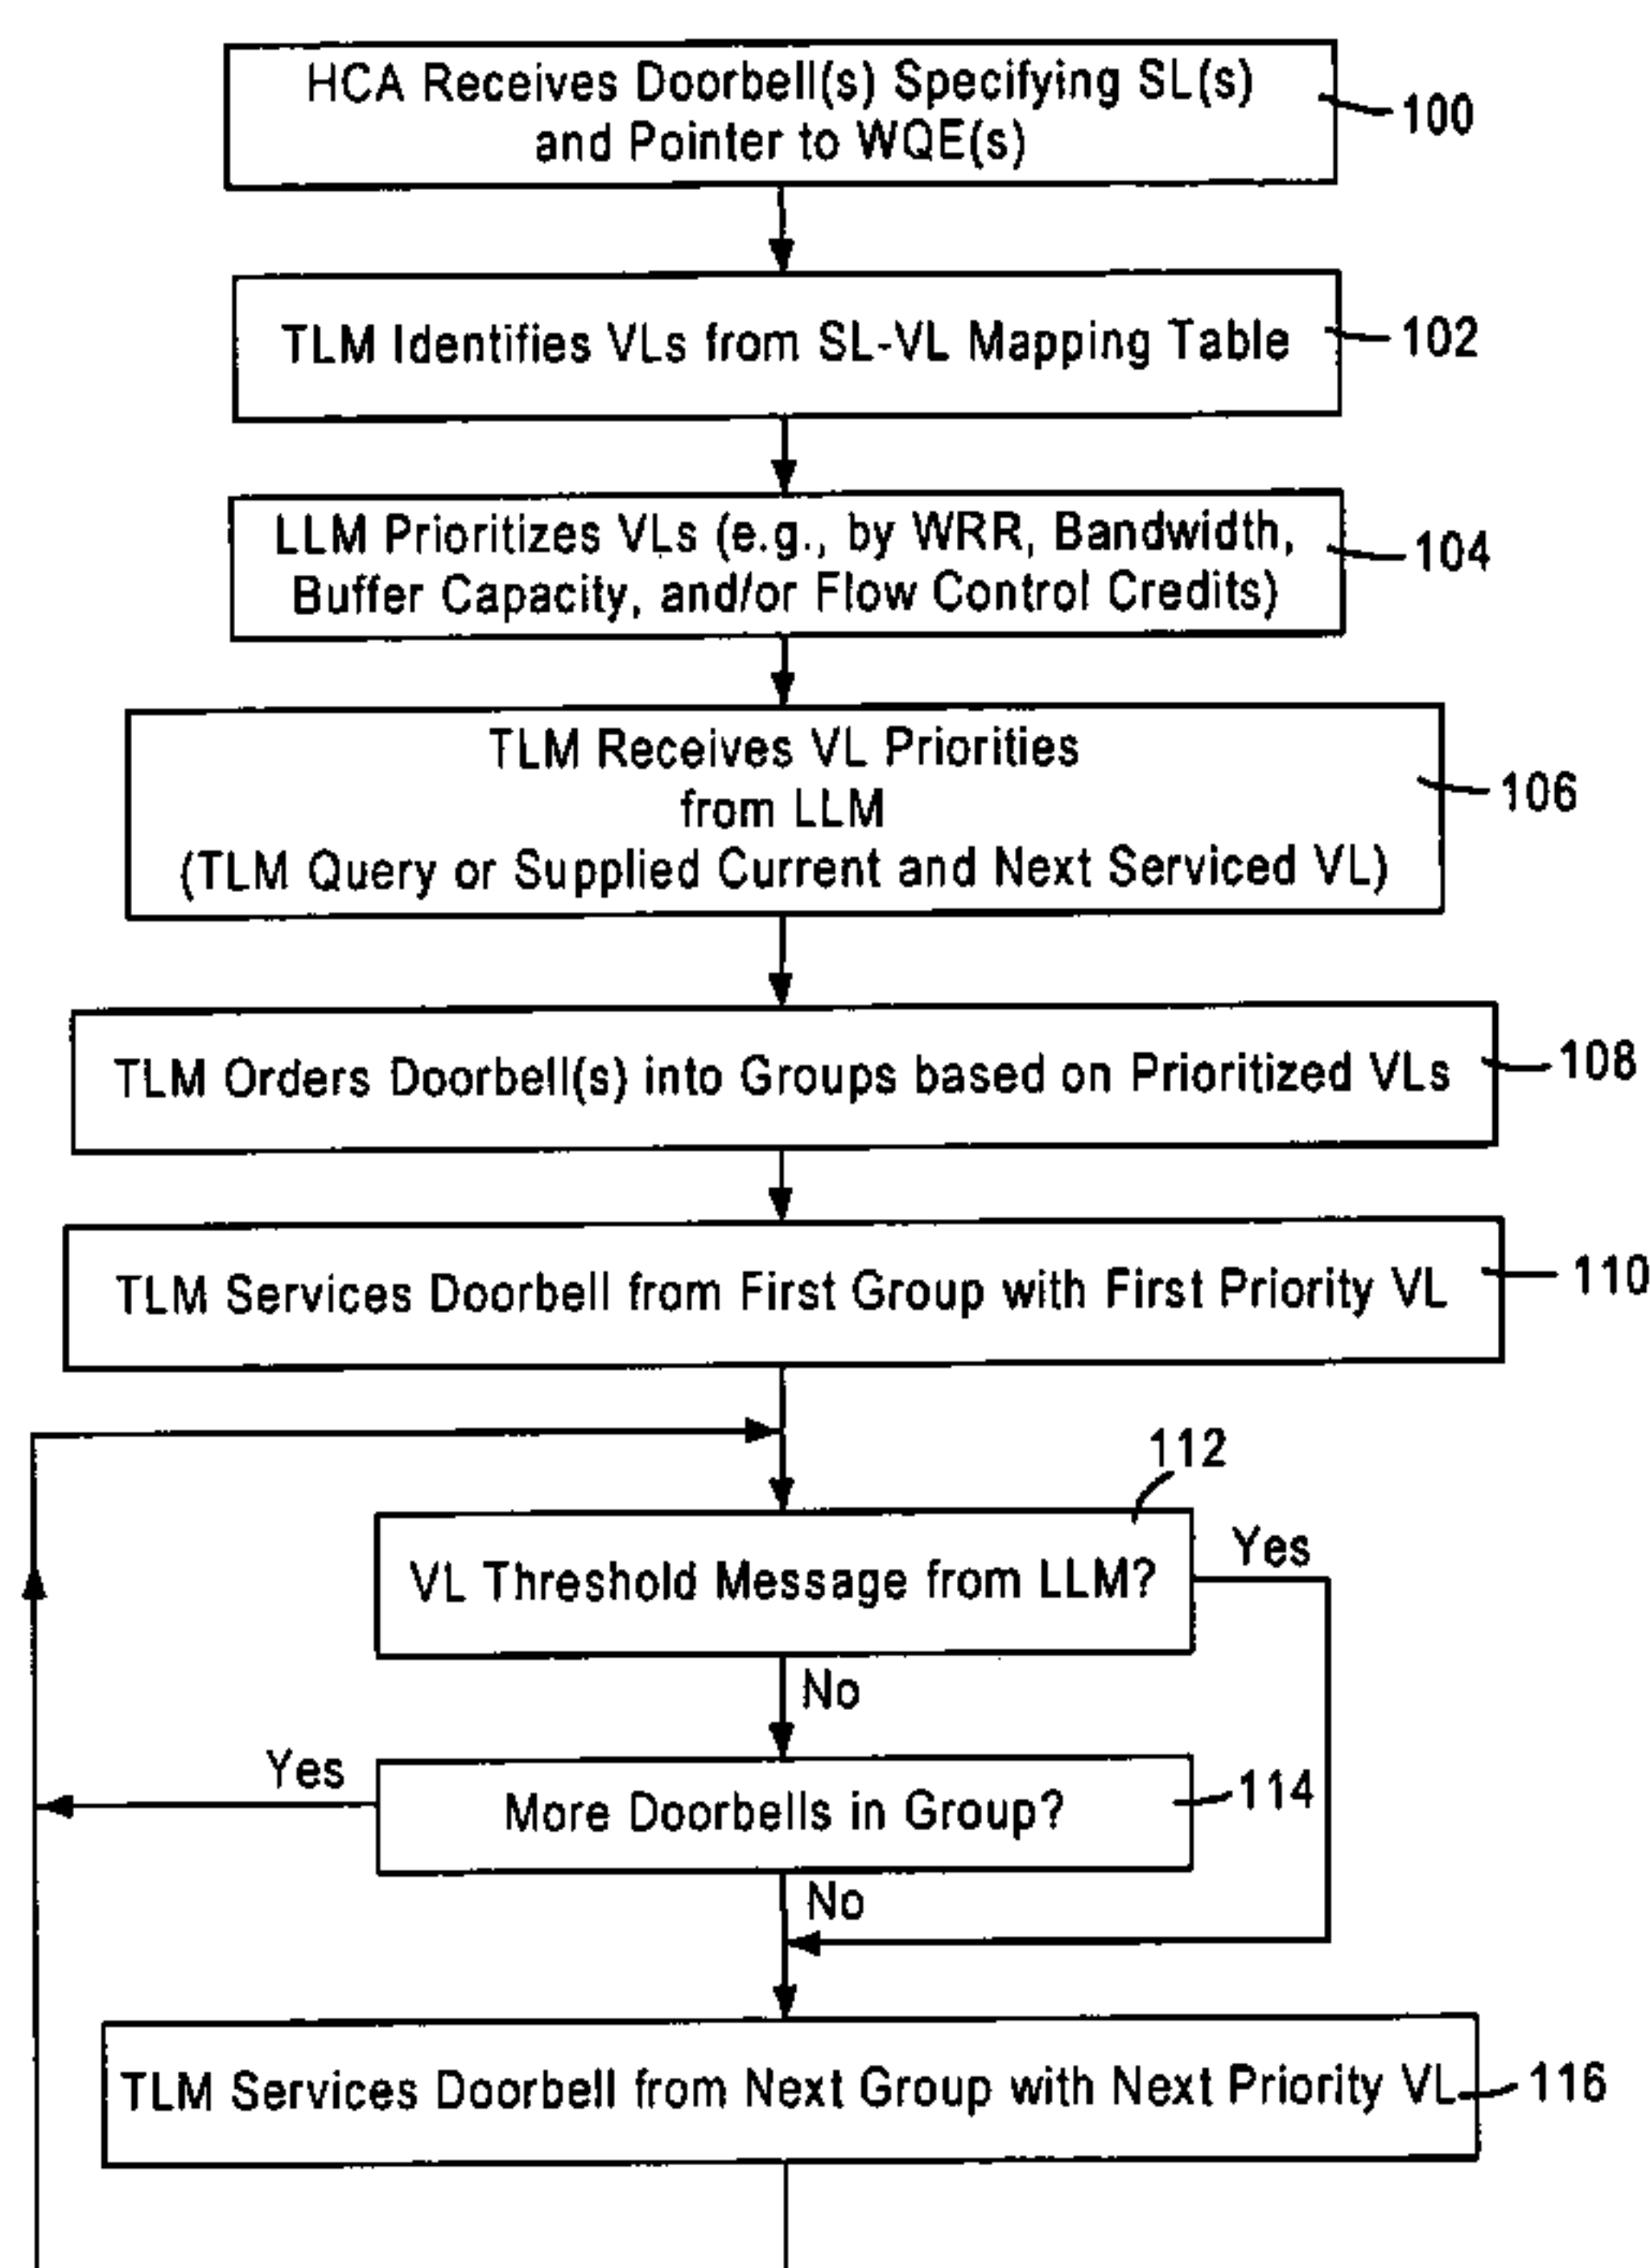 HCA Receives Doorbell(s) Specifying SL(s)
and Pointer to WQE(s)
100
TLM Identifies VLs from SL-VL Mapping Table
102
LLM Prioritizes VLs (e.g., by WRR, Bandwidth,
Buffer Capacity, and/or Flow Control Credits)
104
TLM Receives VL Priorities
from LLM
(TLM Query or Supplied Current and Next Serviced VL)
106
TLM Orders Doorbell(s) into Groups based on Prioritized VLs
108
TLM Services Doorbell from First Group with First Priority VL
110
112
VL Threshold Message from LLM?
Yes
No
Yes
More Doorbells in Group?
114
No
TLM Services Doorbell from Next Group with Next Priority VL
116